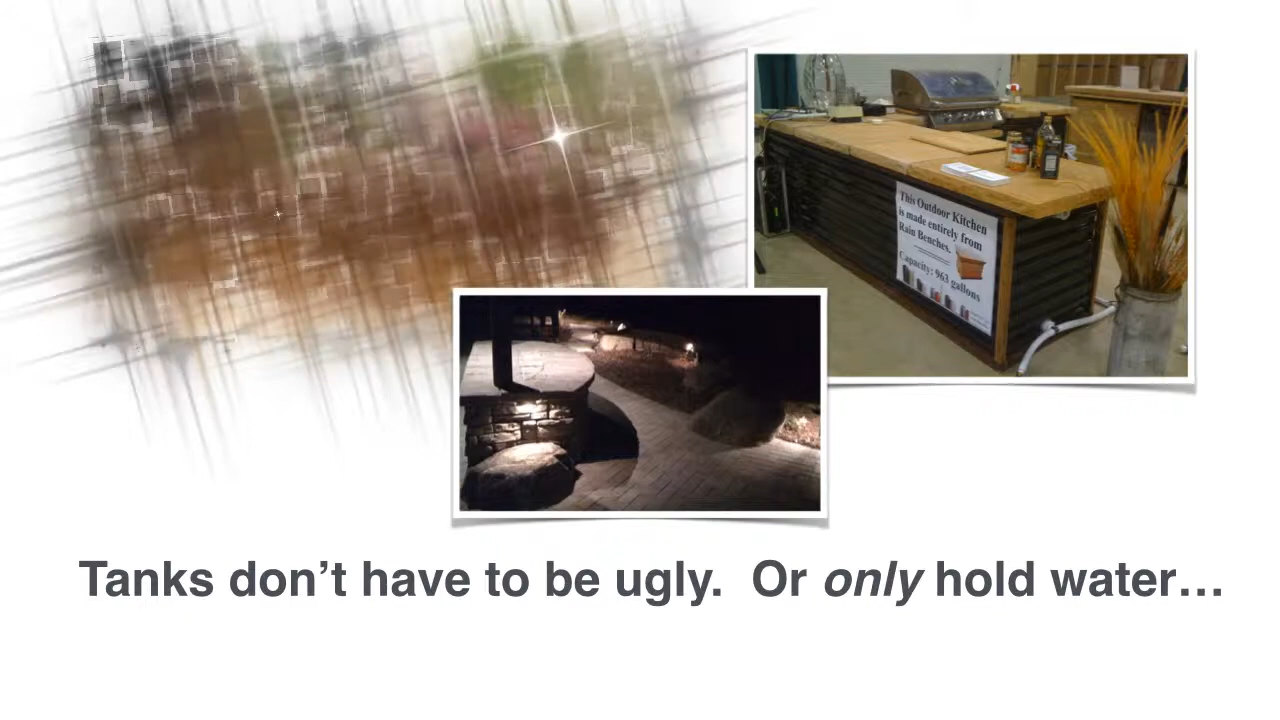 This Outdoor Kitchen
is made entirely from
Rain Benches.
Capacity: 963 gallons
Tanks don’t have to be ugly.  Or only hold water…